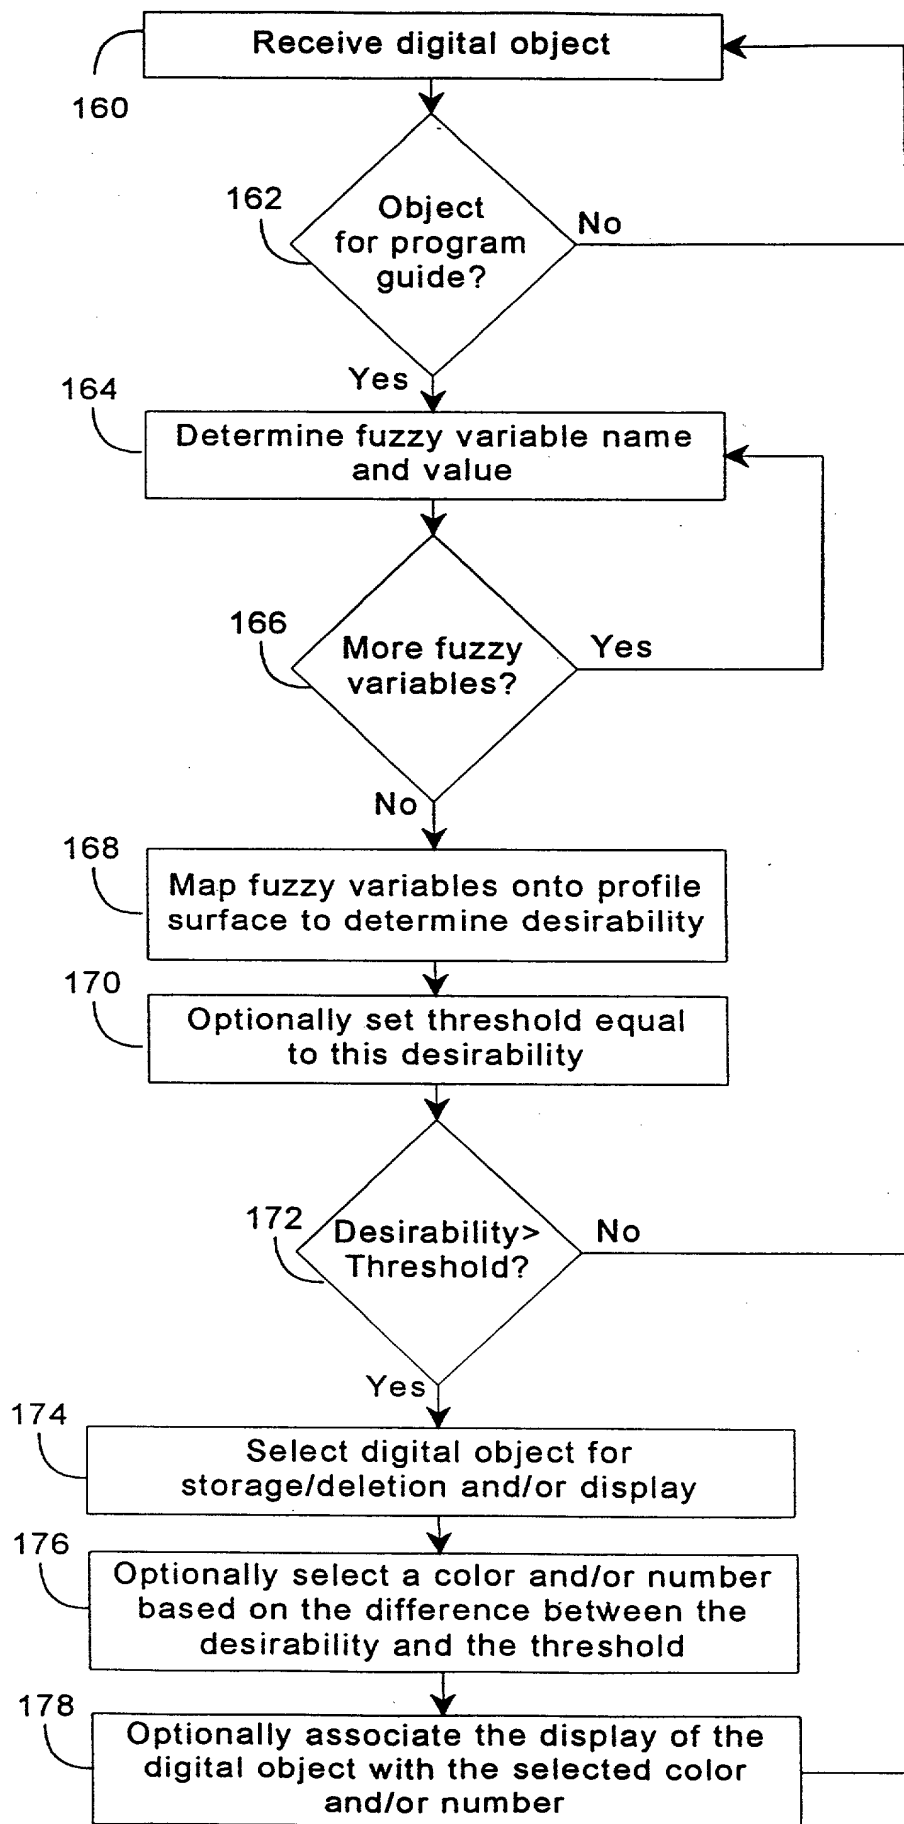 Receive digital object
160
162
Object
for program
guide?
No
Yes
164
Determine fuzzy variable name
and value
166
More fuzzy
variables?
Yes
No
168
Map fuzzy variables onto profile
surface to determine desirability
170
Optionally set threshold equal
to this desirability
172
Desirability>
Threshold?
No
Yes
174
Select digital object for
storage/deletion and/or display
176
Optionally select a color and/or number
based on the difference between the
desirability and the threshold
178
Optionally associate the display of the
digital object with the selected color
and/or number